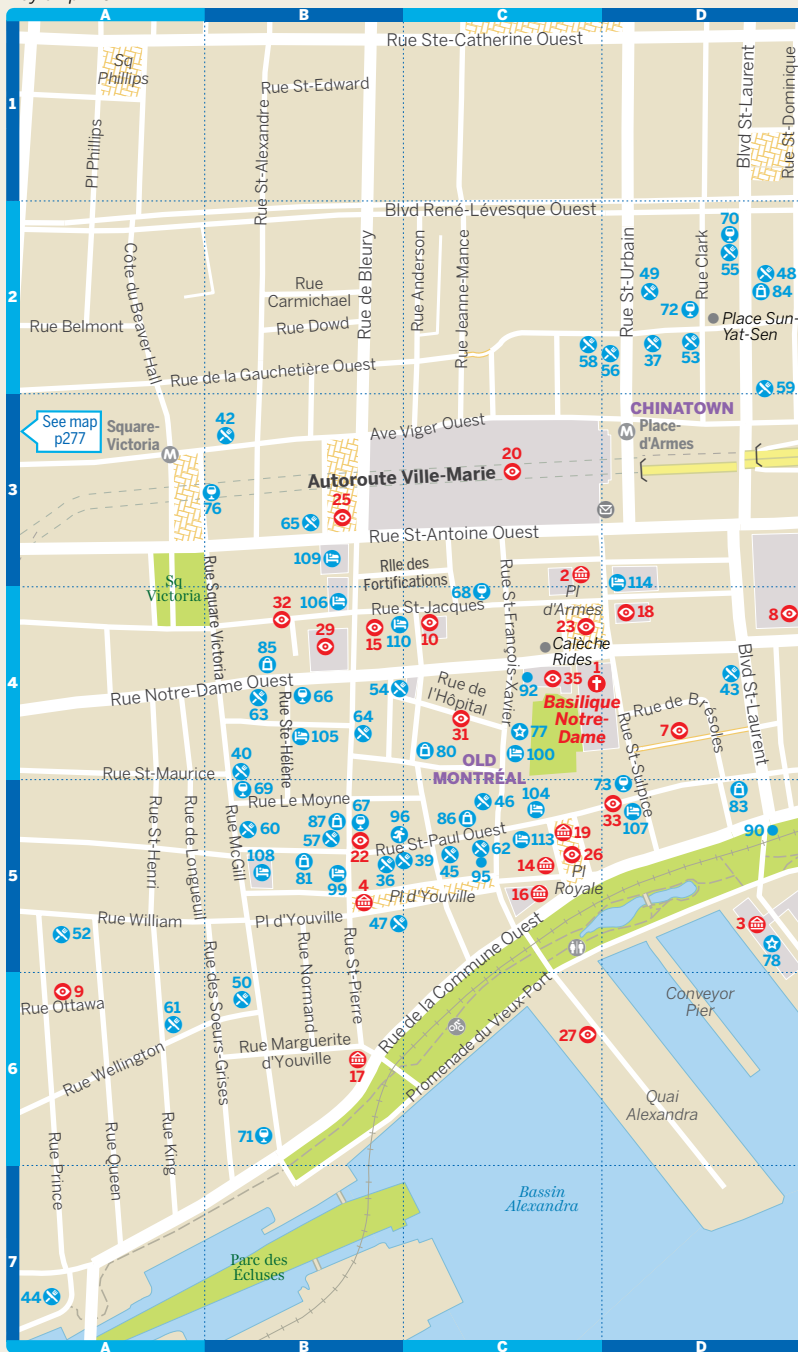 A
B
C
D
Rue Ste-Catherine Ouest
Sq
Phillips
Rue St-Edward
1
Pl Phillips
Rue St-Alexandre
Blvd St-Laurent
Rue St-Dominique
Blvd René-Lévesque Ouest
70
55
48
84
49
72
Place Sun-
Yat-Sen
2
Côte du Beaver Hall
Rue
Carmichael
Rue Dowd
Rue de Bleury
Rue Anderson
Rue Jeanne-Mance
Rue St-Urbain
Rue Clark
Rue Belmont
58
56
37
53
59
Rue de la Gauchetière Ouest
See map
p277
Square-
Victoria
M
42
Ave Viger Ouest
CHINATOWN
M
Place-
d'Armes
20
Autoroute Ville-Marie
3
76
25
65
Rue St-Antoine Ouest
109
Rlle des
Fortifications
2
114
Sq
Victoria
Rue Square Victoria
32
106
68
Rue St-Jacques
Pl
d'Armes
18
8
29
15
110
10
23
Calèche
Rides
85
Rue St-François-Xavier
92
35
1
Basilique
Notre-
Dame
43
Blvd St-Laurent
4
Rue Notre-Dame Ouest
63
66
54
Rue de
l'Hôpital
31
Rue de Brésoles
7
Rue Ste-Hélène
105
64
77
80
100
OLD
MONTRÉAL
Rue St-Sulpice
40
Rue St-Maurice
69
73
83
Rue Le Moyne
67
96
46
104
33
107
90
60
87
57
22
86
Rue St-Paul Ouest
113
19
62
26
108
81
99
36
39
45
95
14
Pl
Royale
5
Rue St-Henri
Rue de Longueuil
Rue McGill
4
Pl d'Youville
16
Rue William
Pl d'Youville
47
3
78
52
Rue St-Pierre
Rue Normand
Rue des Soeurs-Grises
50
Rue de la Commune Ouest
Promenade du Vieux-Port
Conveyor
Pier
9
Rue Ottawa
61
27
Rue Marguerite
d'Youville
17
6
Rue Wellington
Quai
Alexandra
Rue Prince
Rue Queen
Rue King
71
Bassin
Alexandra
7
Parc des
Écluses
44
A
B
C
D